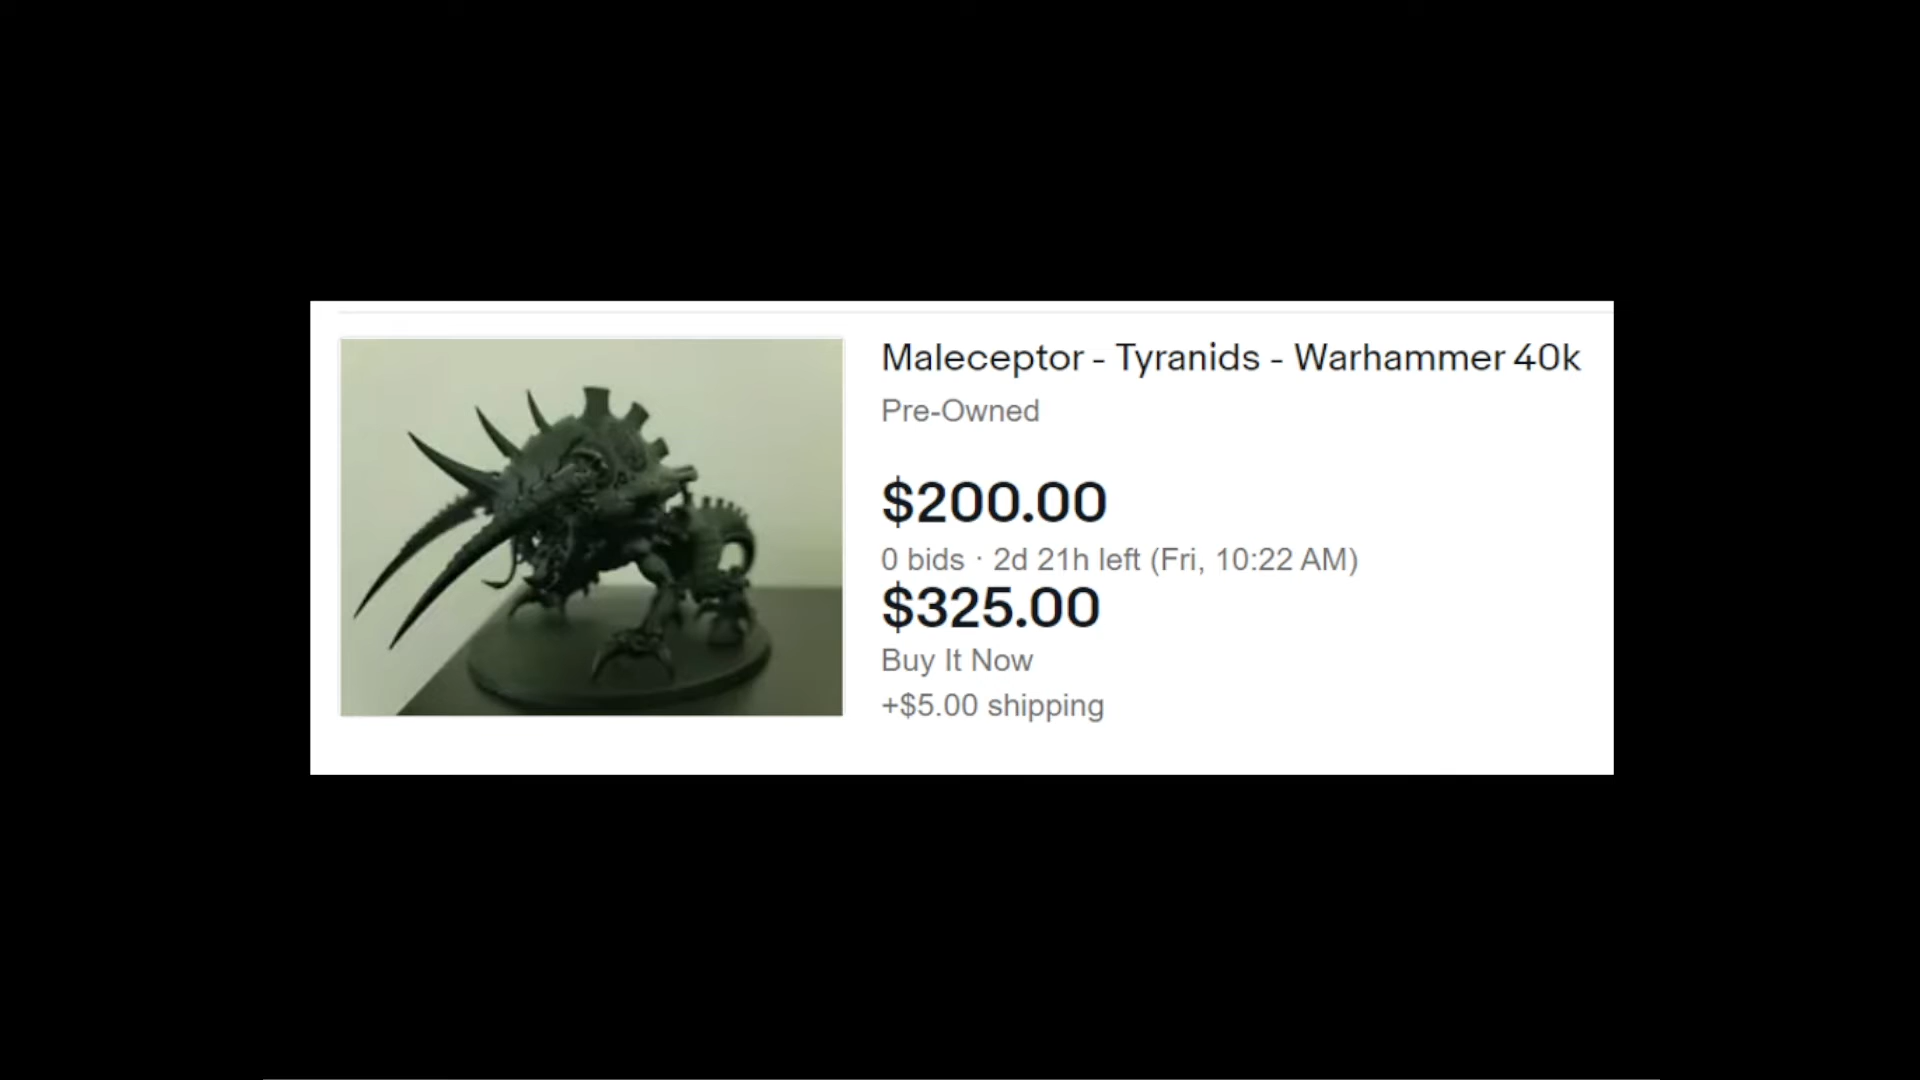 Maleceptor - Tyranids - Warhammer 40k
Pre-Owned
$200.00
0 bids · 2d 21h left (Fri, 10:22 AM)
$325.00
Buy It Now
+$5.00 shipping